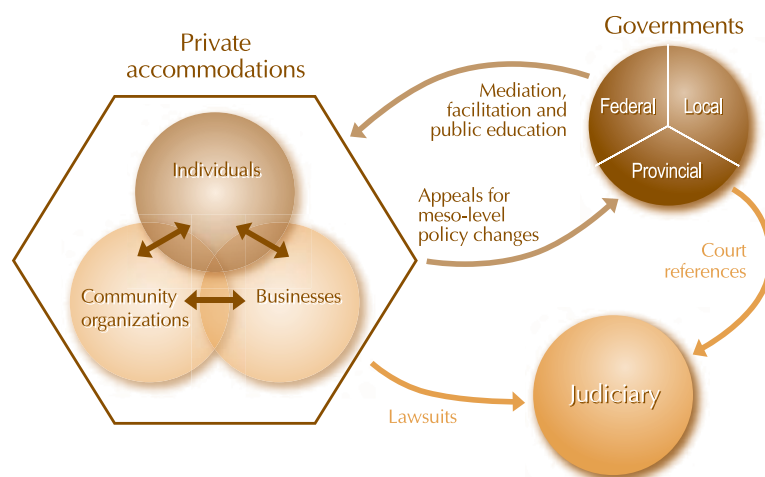 Private
accommodations
Governments
Mediation,
facilitation and
public education
Federal
Local
Provincial
Individuals
Appeals for
meso-level
policy changes
Community
organizations
Businesses
Court
references
Judiciary
Lawsuits